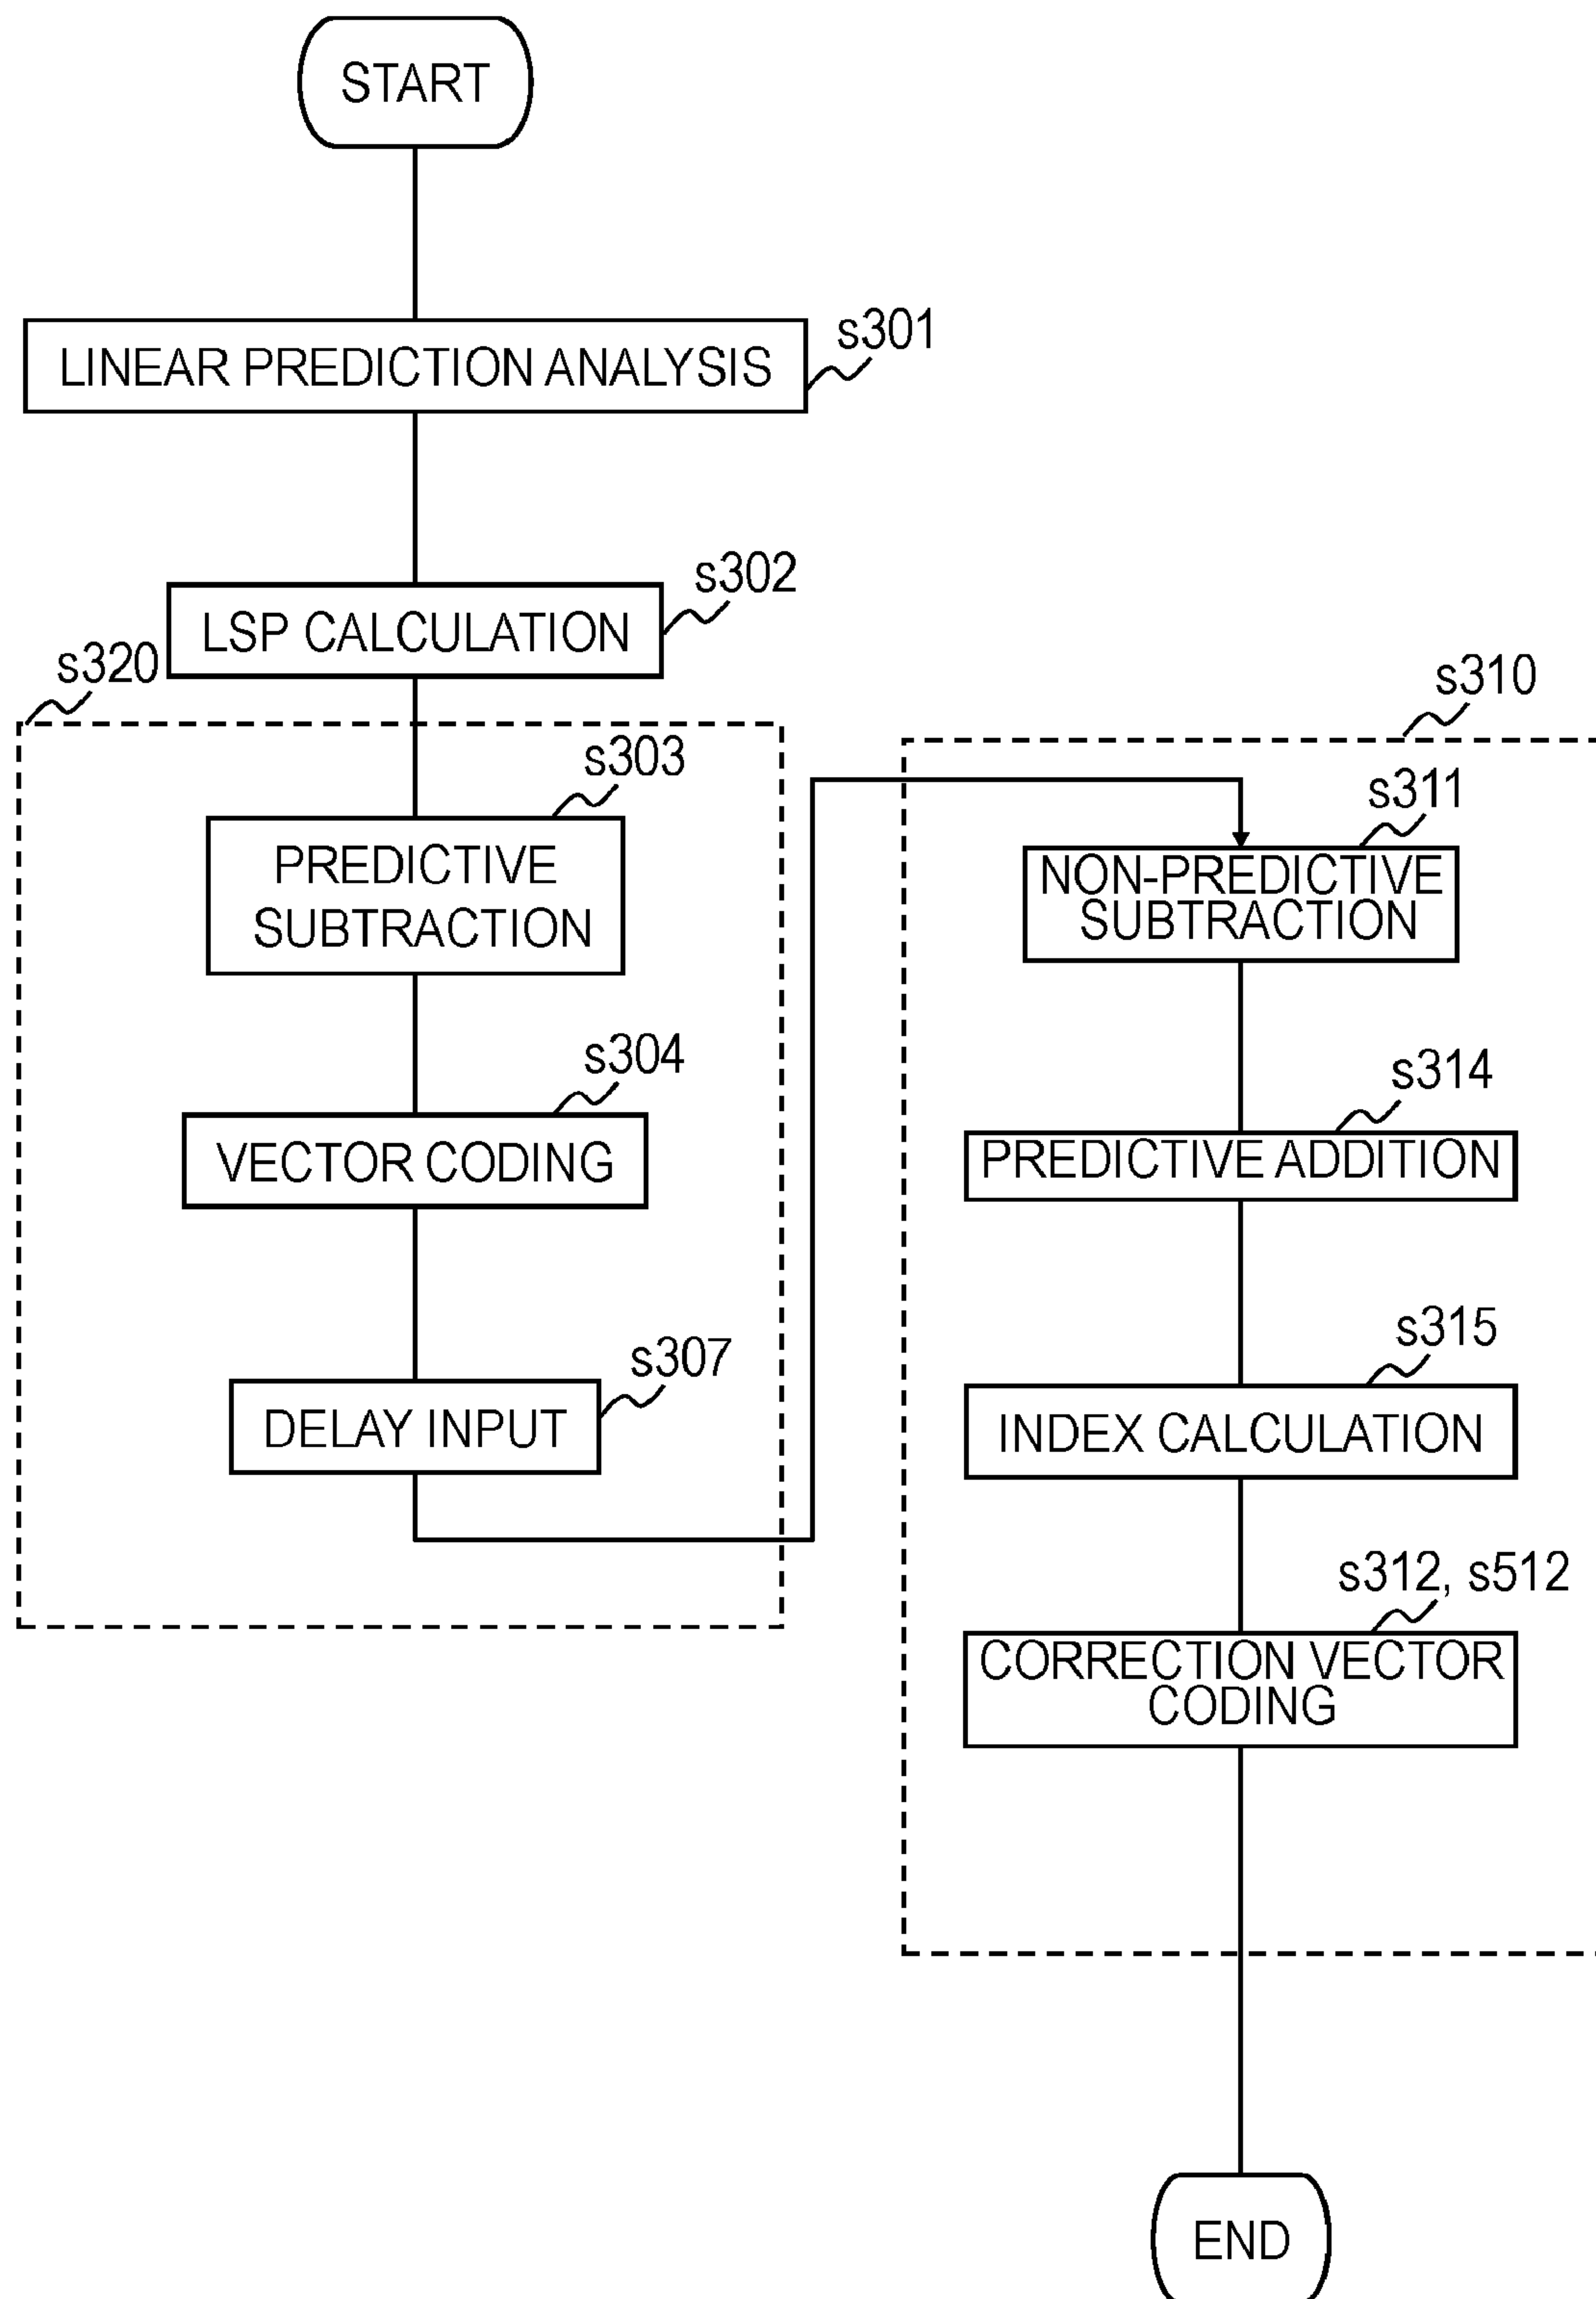 START
s301
LINEAR PREDICTION ANALYSIS
s302
LSP CALCULATION
s320
s303
PREDICTIVE
SUBTRACTION
s304
VECTOR CODING
s307
DELAY INPUT
s310
s311
NON-PREDICTIVE
SUBTRACTION
s314
PREDICTIVE ADDITION
s315
INDEX CALCULATION
s312, s512
CORRECTION VECTOR
CODING
END